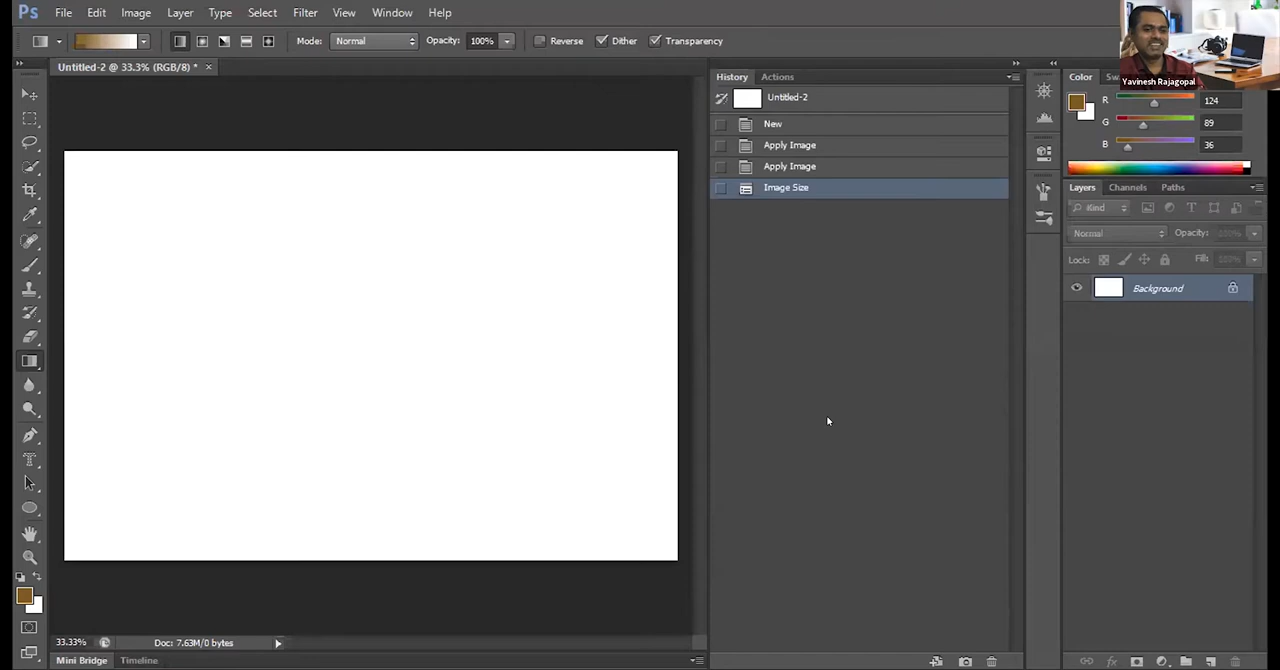 Ps File Edit Image Layer Type Select Filter View Window Help
Mode: Normal Opacity: 100% Reverse Dither Transparency
Yavinesh Rajagopal
Untitled-2 @ 33.3% (RGB/8) * ×
History Actions
Untitled-2
New
Apply Image
Apply Image
Image Size
Color
R 124
G 89
B 36
Layers Channels Paths
Kind
Normal Opacity: 100%
Lock: Fill: 100%
Background
33.33% Doc: 7.63M/0 bytes
Mini Bridge Timeline